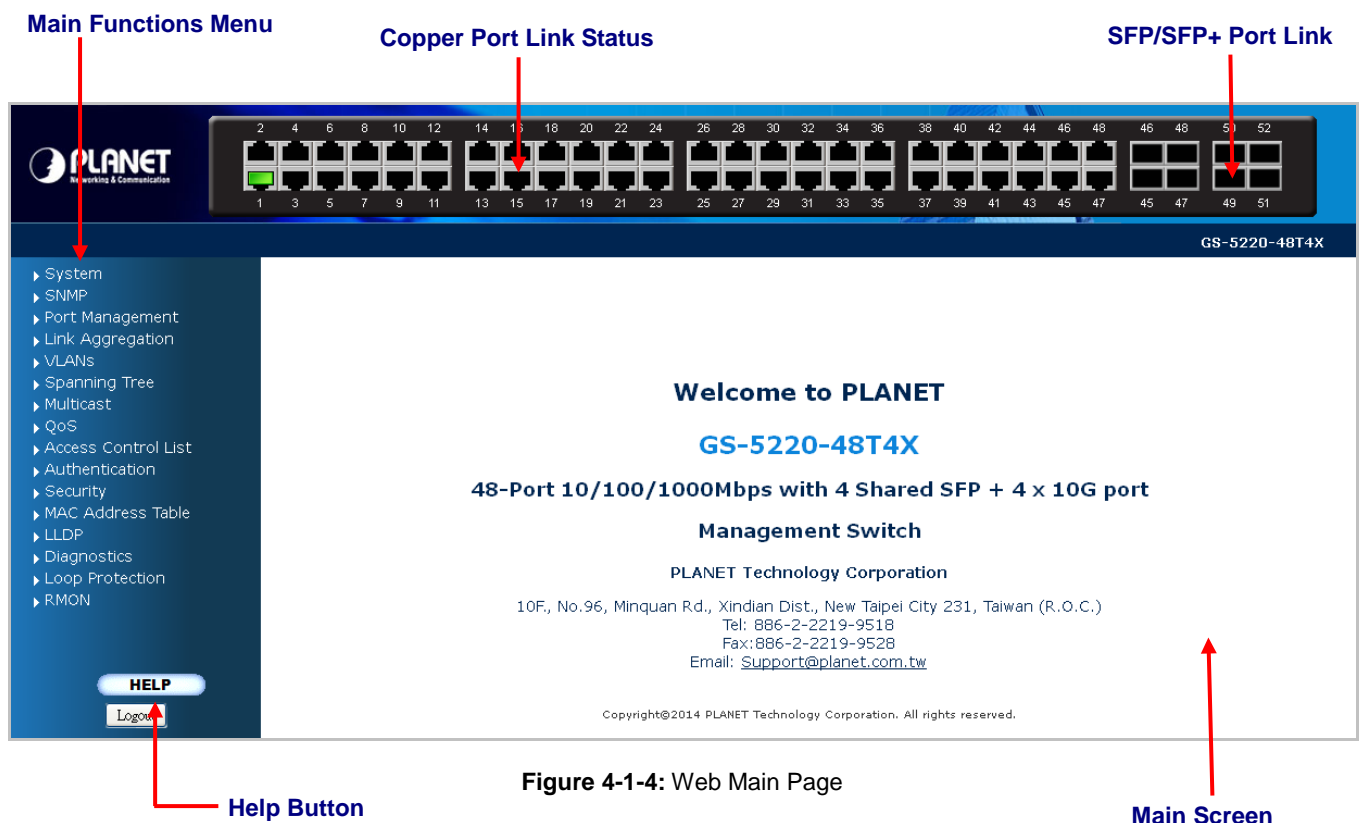 Main Functions Menu
Copper Port Link Status
SFP/SFP+ Port Link
2 4 6 8 10 12 14 16 18 20 22 24 26 28 30 32 34 36 38 40 42 44 46 48 46 48 50 52
PLANET
Networking & Communication
1 3 5 7 9 11 13 15 17 19 21 23 25 27 29 31 33 35 37 39 41 43 45 47 45 47 49 51
GS-5220-48T4X
System
SNMP
Port Management
Link Aggregation
VLANs
Spanning Tree
Multicast
QoS
Access Control List
Authentication
Security
MAC Address Table
LLDP
Diagnostics
Loop Protection
RMON
HELP
Logout
Welcome to PLANET
GS-5220-48T4X
48-Port 10/100/1000Mbps with 4 Shared SFP + 4 x 10G port
Management Switch
PLANET Technology Corporation
10F., No.96, Minquan Rd., Xindian Dist., New Taipei City 231, Taiwan (R.O.C.)
Tel: 886-2-2219-9518
Fax:886-2-2219-9528
Email: Support@planet.com.tw
Copyright©2014 PLANET Technology Corporation. All rights reserved.
Figure 4-1-4: Web Main Page
Help Button
Main Screen